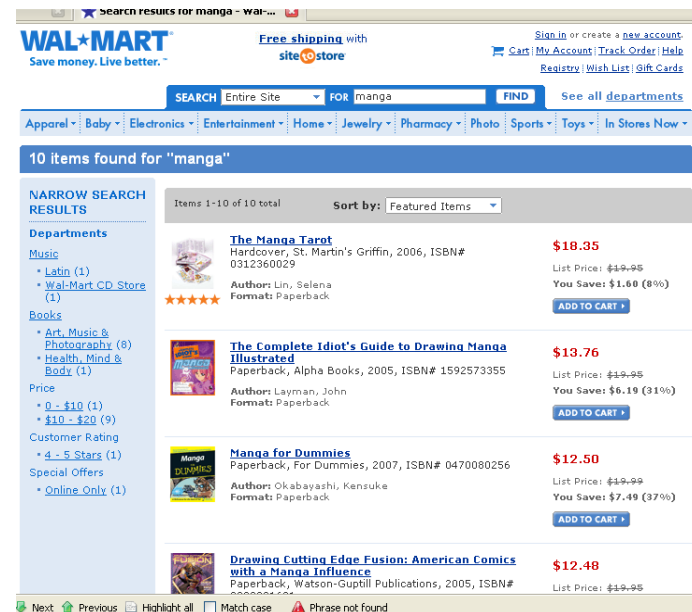 Search results for manga - Wal-...
WAL★MART®
Save money. Live better.™
Free shipping with
site to store
Sign in or create a new account.
Cart | My Account | Track Order | Help
Registry | Wish List | Gift Cards
SEARCH Entire Site FOR manga FIND See all departments
Apparel Baby Electronics Entertainment Home Jewelry Pharmacy Photo Sports Toys In Stores Now
10 items found for "manga"
NARROW SEARCH
RESULTS
Departments
Music
• Latin (1)
• Wal-Mart CD Store
(1)
Books
• Art, Music &
Photography (8)
• Health, Mind &
Body (1)
Price
• 0 - $10 (1)
• $10 - $20 (9)
Customer Rating
• 4 - 5 Stars (1)
Special Offers
• Online Only (1)
Items 1-10 of 10 total Sort by: Featured Items
The Manga Tarot
Hardcover, St. Martin's Griffin, 2006, ISBN#
0312360029
Author: Lin, Selena
Format: Paperback
$18.35
List Price: $19.95
You Save: $1.60 (8%)
ADD TO CART
The Complete Idiot's Guide to Drawing Manga
Illustrated
Paperback, Alpha Books, 2005, ISBN# 1592573355
Author: Layman, John
Format: Paperback
$13.76
List Price: $19.95
You Save: $6.19 (31%)
ADD TO CART
Manga
DUMMIES
Manga for Dummies
Paperback, For Dummies, 2007, ISBN# 0470080256
Author: Okabayashi, Kensuke
Format: Paperback
$12.50
List Price: $19.99
You Save: $7.49 (37%)
ADD TO CART
FUSION
Drawing Cutting Edge Fusion: American Comics
with a Manga Influence
Paperback, Watson-Guptill Publications, 2005, ISBN#
$12.48
List Price: $19.95
Next Previous Highlight all Match case Phrase not found